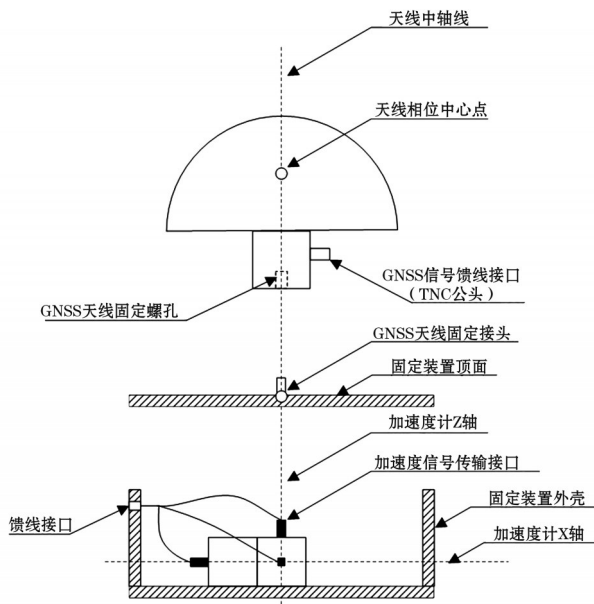 天线中轴线
天线相位中心点
GNSS信号馈线接口
（TNC公头）
GNSS天线固定螺孔
GNSS天线固定接头
固定装置顶面
加速度计Z轴
加速度信号传输接口
固定装置外壳
馈线接口
加速度计X轴